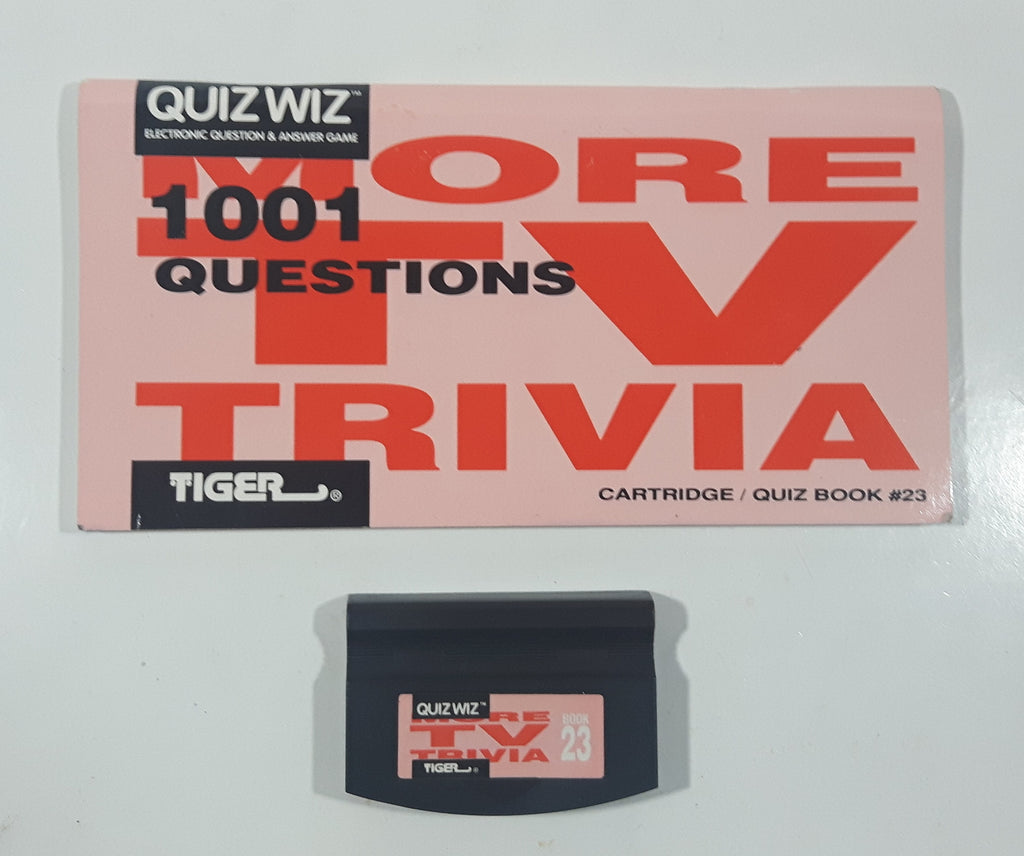 QUIZ WIZ™
ELECTRONIC QUESTION & ANSWER GAME
MORE
1001
TV
QUESTIONS
TRIVIA
TIGER®
CARTRIDGE / QUIZ BOOK #23
QUIZ WIZ™
MORE
TV
TRIVIA
BOOK
23
TIGER®